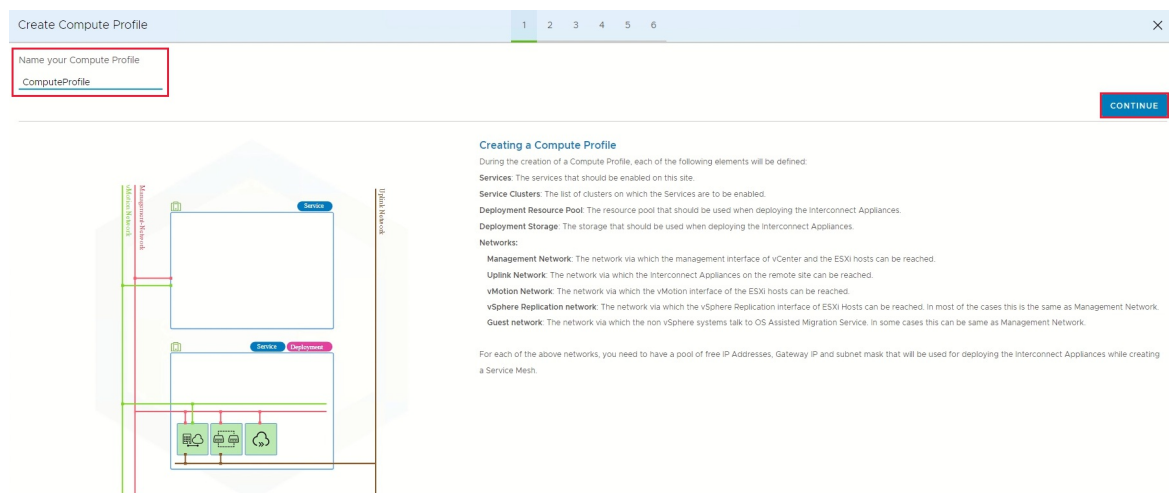 Create Compute Profile
1 2 3 4 5 6
Name your Compute Profile
ComputeProfile
CONTINUE
Creating a Compute Profile
During the creation of a Compute Profile, each of the following elements will be defined:
Services: The services that should be enabled on this site.
Service Clusters: The list of clusters on which the Services are to be enabled.
Deployment Resource Pool: The resource pool that should be used when deploying the Interconnect Appliances.
Deployment Storage: The storage that should be used when deploying the Interconnect Appliances.
Networks:
Management Network: The network via which the management interface of vCenter and the ESXi hosts can be reached.
Uplink Network: The network via which the Interconnect Appliances on the remote site can be reached.
vMotion Network: The network via which the vMotion interface of the ESXi hosts can be reached.
vSphere Replication network: The network via which the vSphere Replication interface of ESXi Hosts can be reached. In most of the cases this is the same as Management Network.
Guest network: The network via which the non vSphere systems talk to OS Assisted Migration Service. In some cases this can be same as Management Network.
For each of the above networks, you need to have a pool of free IP Addresses, Gateway IP and subnet mask that will be used for deploying the Interconnect Appliances while creating
a Service Mesh.
vMotion Network
Management-Network
Uplink Network
Service
Service
Deployment